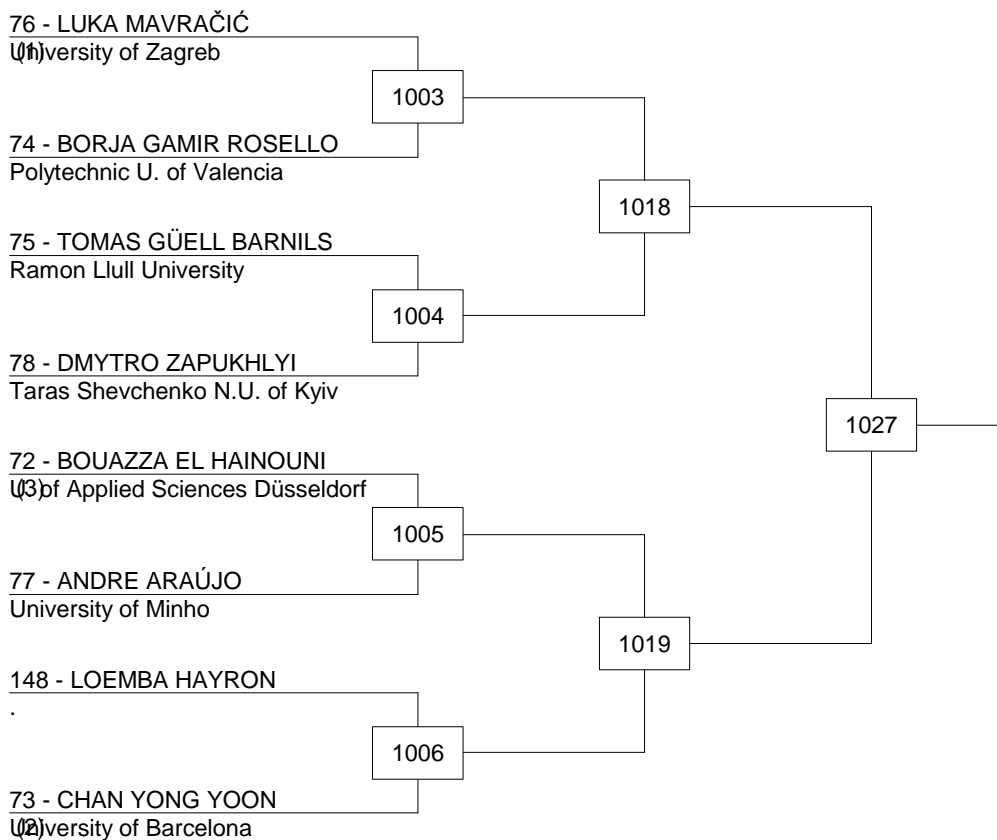 76 - LUKA MAVRAČIĆ
(1)
University of Zagreb
1003
74 - BORJA GAMIR ROSELLO
Polytechnic U. of Valencia
1018
75 - TOMAS GÜELL BARNILS
Ramon Llull University
1004
78 - DMYTRO ZAPUKHLYI
Taras Shevchenko N.U. of Kyiv
1027
72 - BOUAZZA EL HAINOUNI
(3)
U. of Applied Sciences Düsseldorf
1005
77 - ANDRE ARAÚJO
University of Minho
1019
148 - LOEMBA HAYRON
.
1006
73 - CHAN YONG YOON
(2)
University of Barcelona